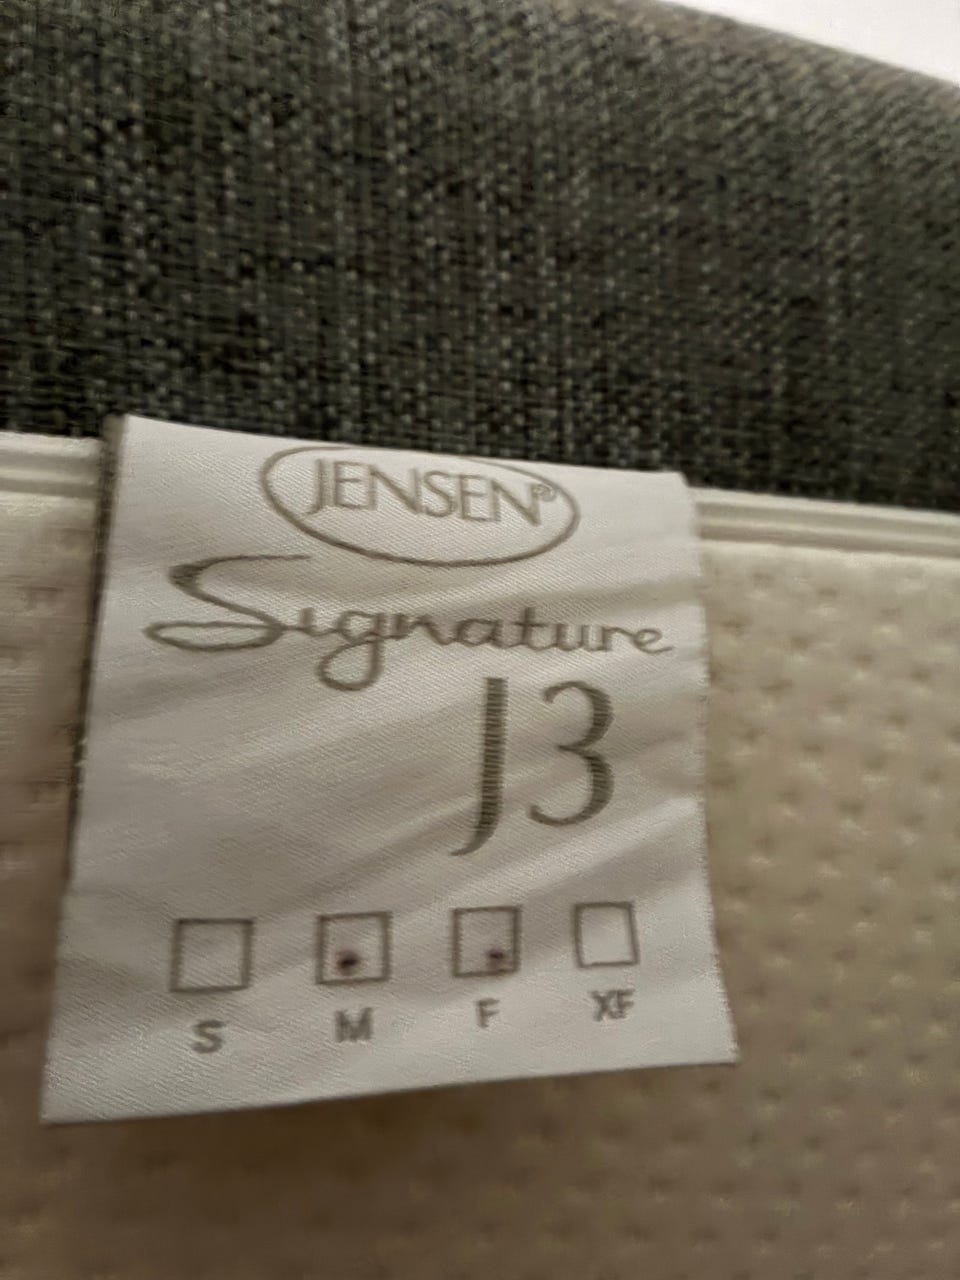 JENSEN®
Signature
J3
S M F XF